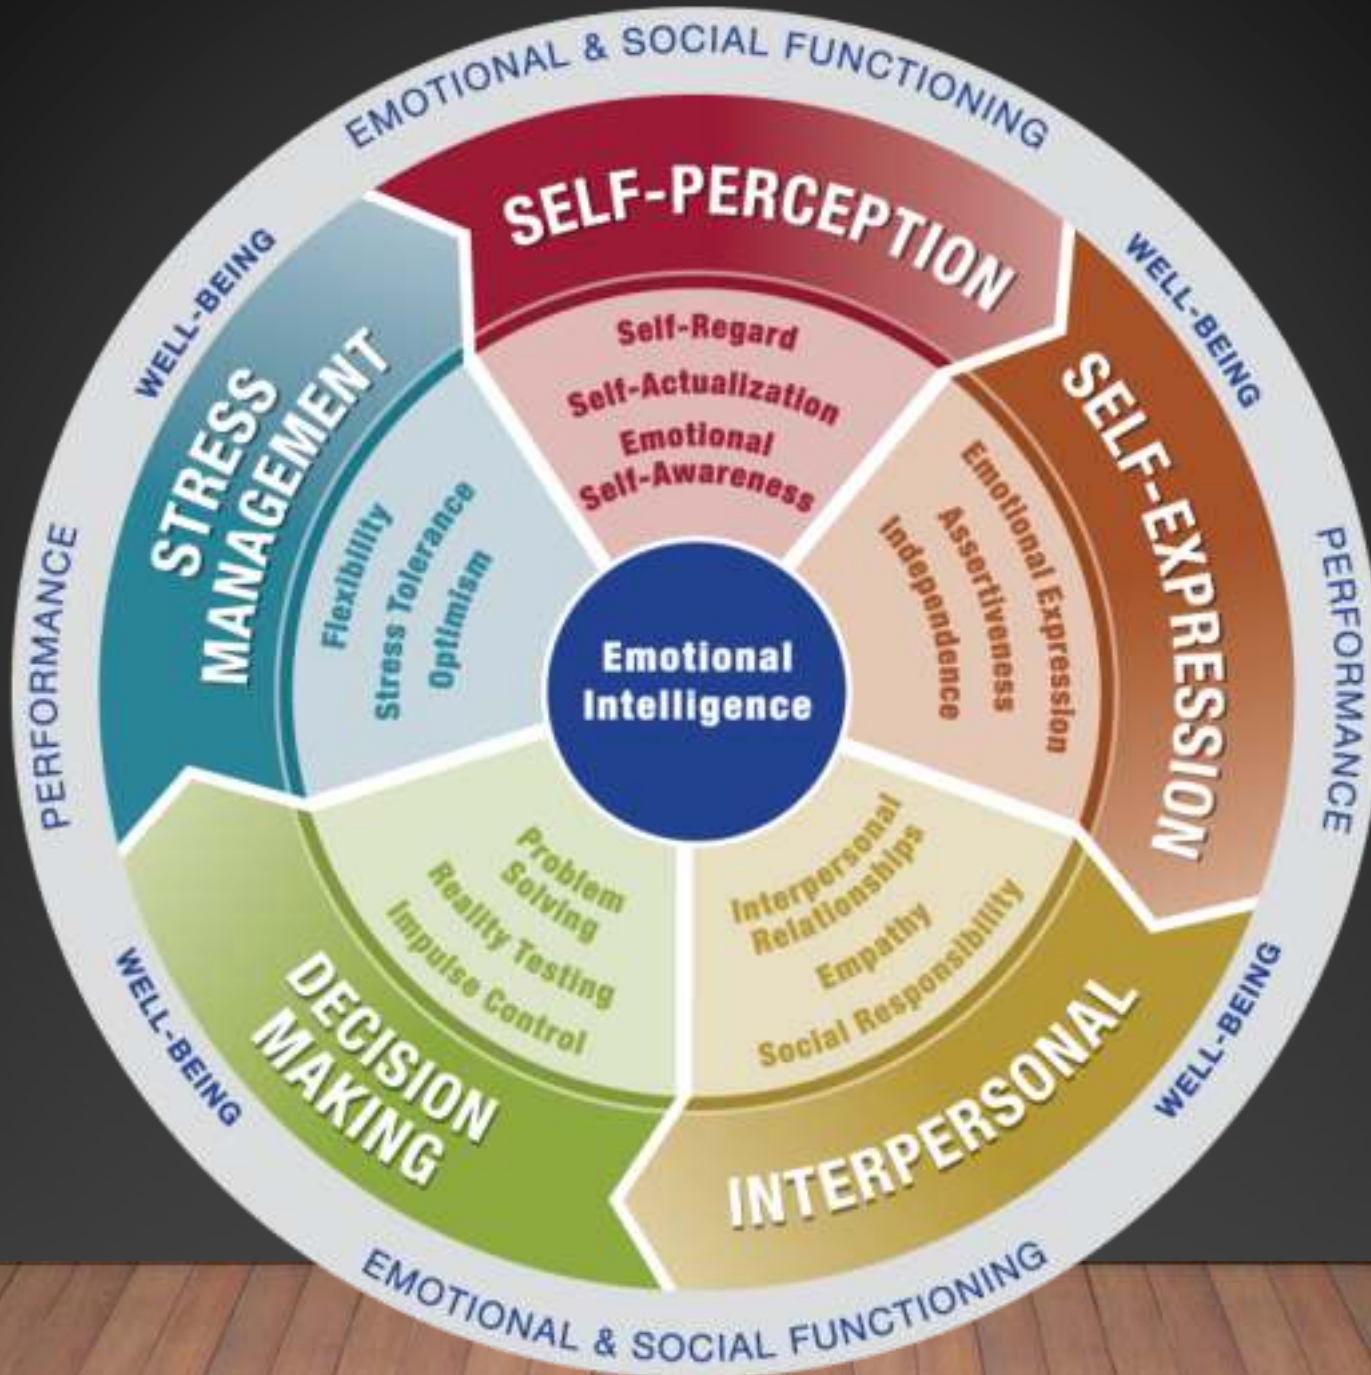 EMOTIONAL & SOCIAL FUNCTIONING
WELL-BEING
WELL-BEING
PERFORMANCE
PERFORMANCE
WELL-BEING
WELL-BEING
EMOTIONAL & SOCIAL FUNCTIONING
SELF-PERCEPTION
Self-Regard
Self-Actualization
Emotional
Self-Awareness
SELF-EXPRESSION
Emotional Expression
Assertiveness
Independence
INTERPERSONAL
Interpersonal
Relationships
Empathy
Social Responsibility
DECISION
MAKING
Problem
Solving
Reality Testing
Impulse Control
STRESS
MANAGEMENT
Flexibility
Stress Tolerance
Optimism
Emotional
Intelligence